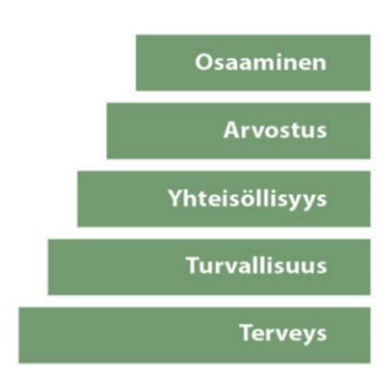 Osaaminen
Arvostus
Yhteisöllisyys
Turvallisuus
Terveys